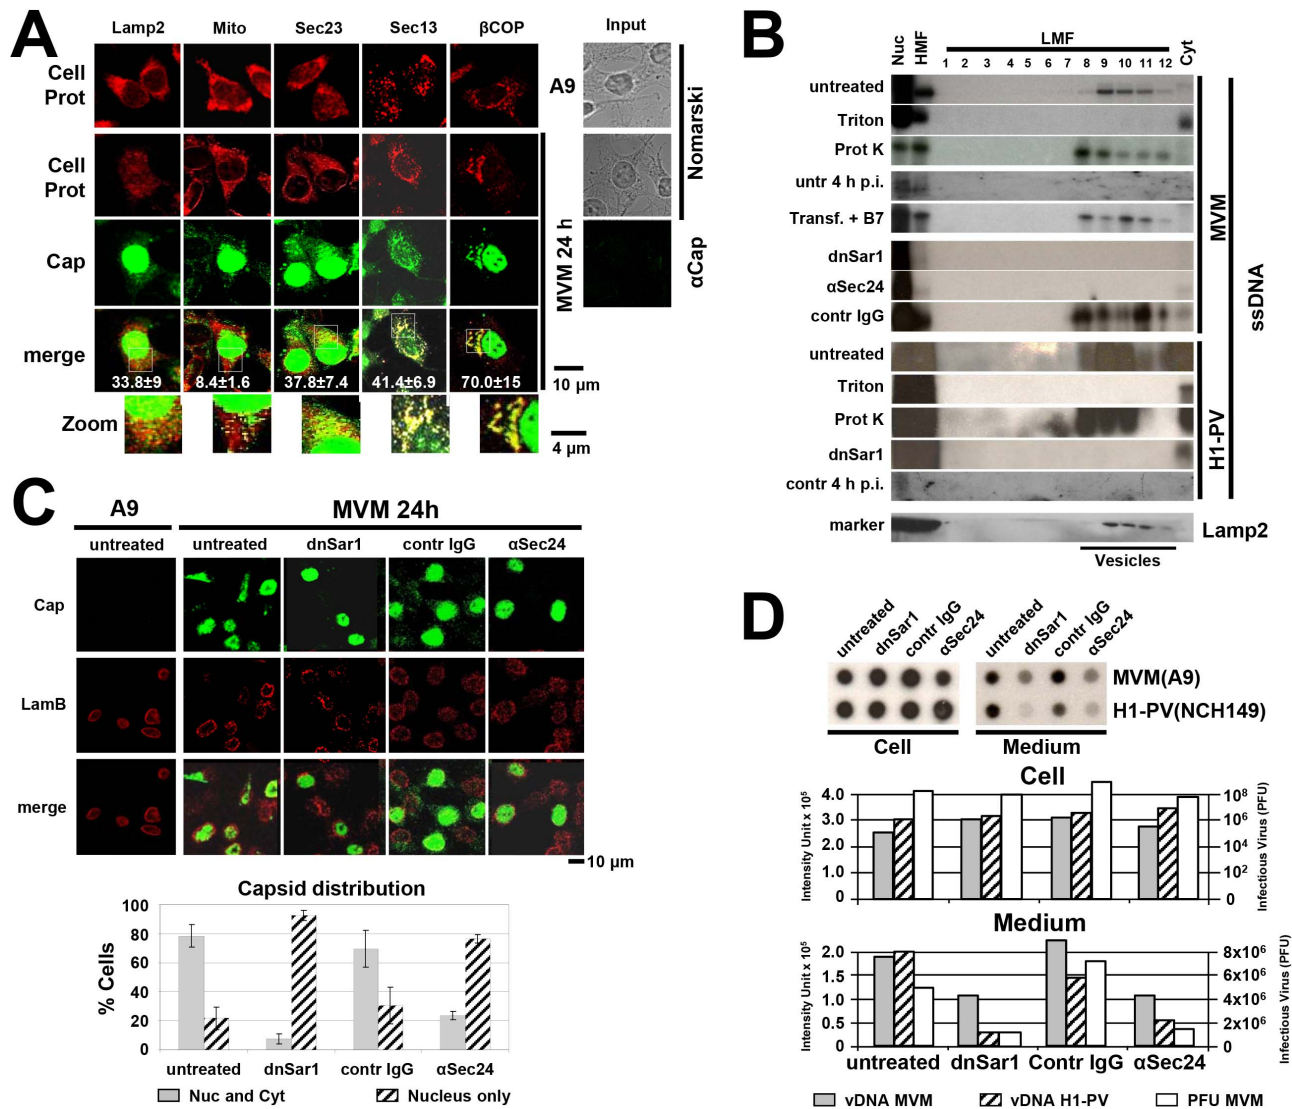 A
Lamp2 Mito Sec23 Sec13 βCOP Input
Cell Prot
A9
Nomarski
Cell Prot
Cap
MVM 24 h
αCap
merge
33.8±9 8.4±1.6 37.8±7.4 41.4±6.9 70.0±15
10 µm
Zoom
4 µm
B
Nuc HMF LMF Cyt
1 2 3 4 5 6 7 8 9 10 11 12
untreated
Triton
Prot K
untr 4 h p.i.
Transf. + B7
dnSar1
αSec24
contr IgG
MVM
untreated
Triton
Prot K
dnSar1
contr 4 h p.i.
H1-PV
ssDNA
marker
Lamp2
Vesicles
C
A9 MVM 24h
untreated untreated dnSar1 contr IgG αSec24
Cap
LamB
merge
10 µm
Capsid distribution
% Cells
100
80
60
40
20
0
untreated dnSar1 contr IgG αSec24
Nuc and Cyt Nucleus only
D
untreated dnSar1 contr IgG αSec24 untreated dnSar1 contr IgG αSec24
MVM(A9)
H1-PV(NCH149)
Cell Medium
Cell
Intensity Unit x 10⁵
4.0
3.0
2.0
1.0
0
10⁸
10⁶
10⁴
10²
0
Infectious Virus (PFU)
Medium
Intensity Unit x 10⁵
2.0
1.5
1.0
0.5
0
8x10⁶
6x10⁶
4x10⁶
2x10⁶
0
Infectious Virus (PFU)
untreated dnSar1 Contr IgG αSec24
vDNA MVM vDNA H1-PV PFU MVM